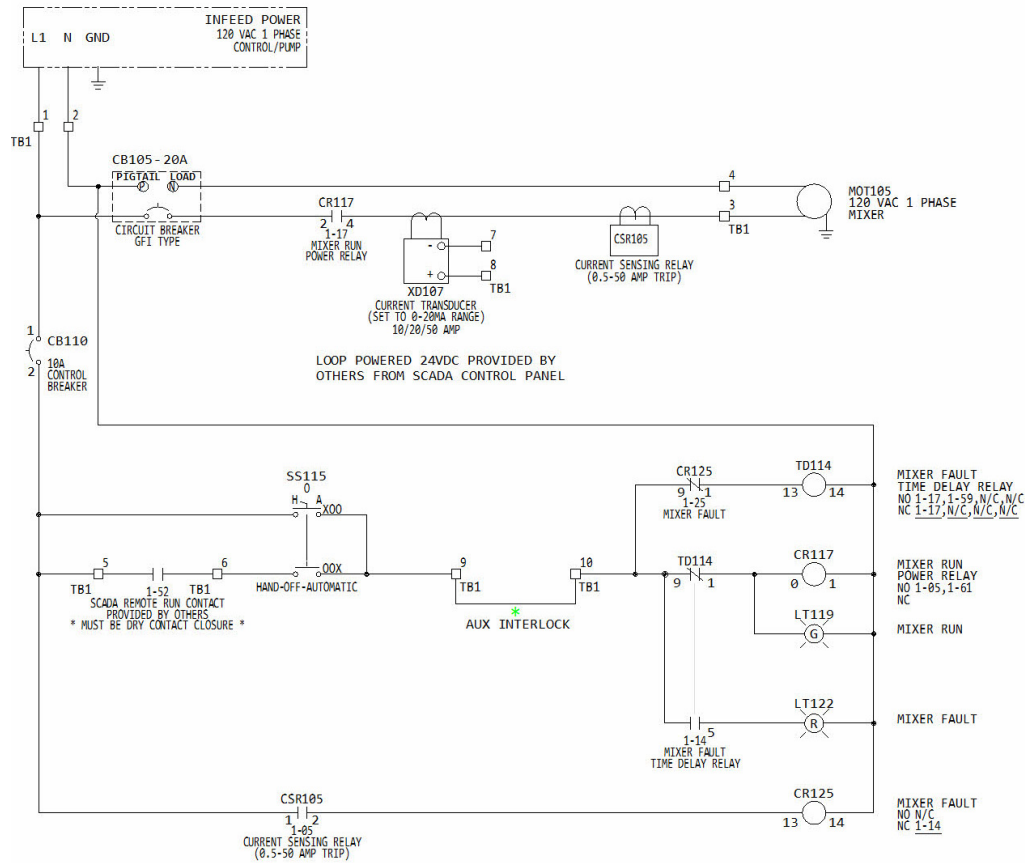 INFEED POWER
L1 N GND
120 VAC 1 PHASE
CONTROL/PUMP
1 2
TB1
CB105-20A
PIGTAIL LOAD
P N
CIRCUIT BREAKER
GFI TYPE
CR117
2 4
1-17
MIXER RUN
POWER RELAY
- 7
+ 8
TB1
XD107
CURRENT TRANSDUCER
(SET TO 0-20MA RANGE)
10/20/50 AMP
CSR105
CURRENT SENSING RELAY
(0.5-50 AMP TRIP)
4
3
TB1
MOT105
120 VAC 1 PHASE
MIXER
1
CB110
2
10A
CONTROL
BREAKER
LOOP POWERED 24VDC PROVIDED BY
OTHERS FROM SCADA CONTROL PANEL
SS115
O
H A
XOO
OOX
HAND-OFF-AUTOMATIC
CR125
9 1
1-25
MIXER FAULT
TD114
13 14
MIXER FAULT
TIME DELAY RELAY
NO 1-17,1-59,N/C,N/C
NC 1-17,N/C,N/C,N/C
5 6
TB1 TB1
1-52
SCADA REMOTE RUN CONTACT
PROVIDED BY OTHERS
* MUST BE DRY CONTACT CLOSURE *
9 10
TB1 TB1
*
AUX INTERLOCK
TD114
9 1
CR117
0 1
MIXER RUN
POWER RELAY
NO 1-05,1-61
NC
LT119
G
MIXER RUN
5
1-14
MIXER FAULT
TIME DELAY RELAY
LT122
R
MIXER FAULT
CSR105
1 2
1-05
CURRENT SENSING RELAY
(0.5-50 AMP TRIP)
CR125
13 14
MIXER FAULT
NO N/C
NC 1-14